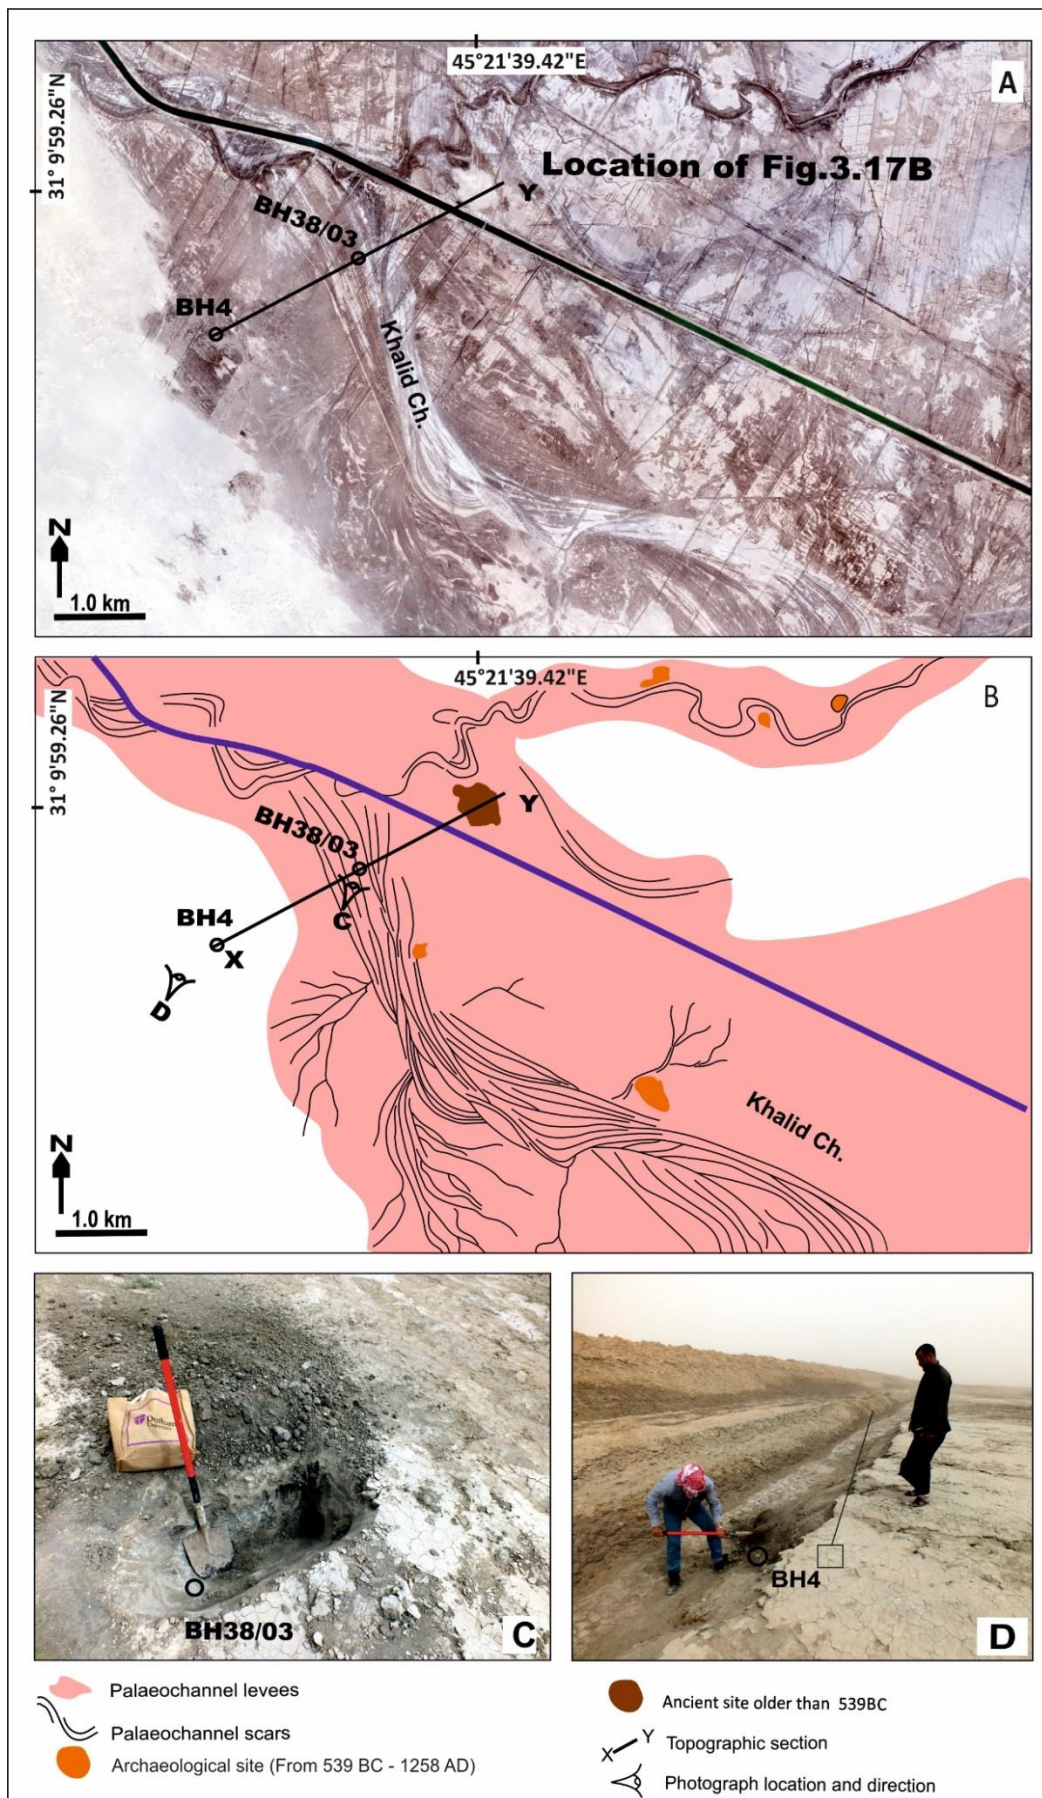 45°21'39.42"E
A
31° 9'59.26"N
Location of Fig.3.17B
Y
BH38/03
BH4
Khalid Ch.
N
1.0 km
45°21'39.42"E
B
31° 9'59.26"N
Y
BH38/03
C
BH4
X
D
Khalid Ch.
N
1.0 km
Durham
University
BH38/03
C
BH4
D
Palaeochannel levees
Palaeochannel scars
Archaeological site (From 539 BC - 1258 AD)
Ancient site older than 539BC
X Y Topographic section
Photograph location and direction